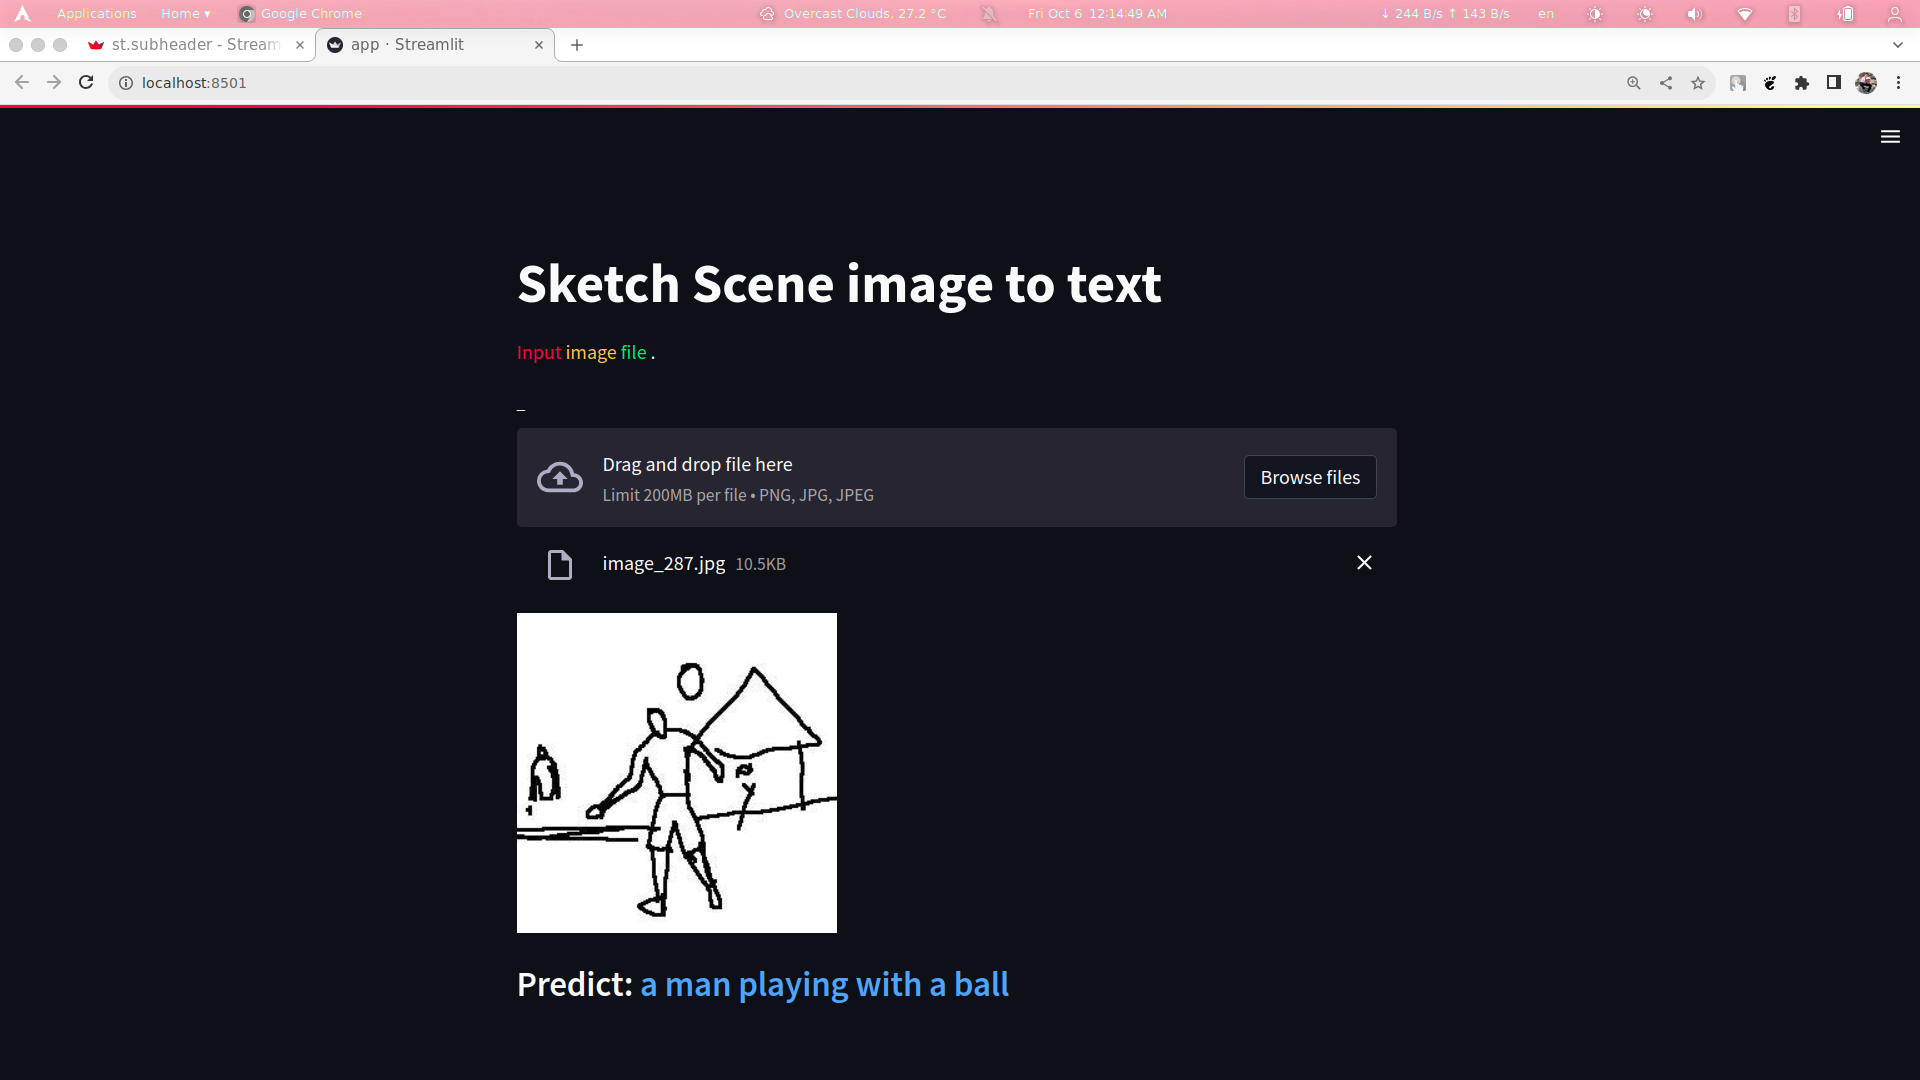 Applications Home ▾ Google Chrome Overcast Clouds, 27.2 °C Fri Oct 6 12:14:49 AM ↓ 244 B/s ↑ 143 B/s en
st.subheader - Stream app · Streamlit
localhost:8501
Sketch Scene image to text
Input image file .
_
Drag and drop file here
Limit 200MB per file • PNG, JPG, JPEG
Browse files
image_287.jpg 10.5KB
Predict: a man playing with a ball